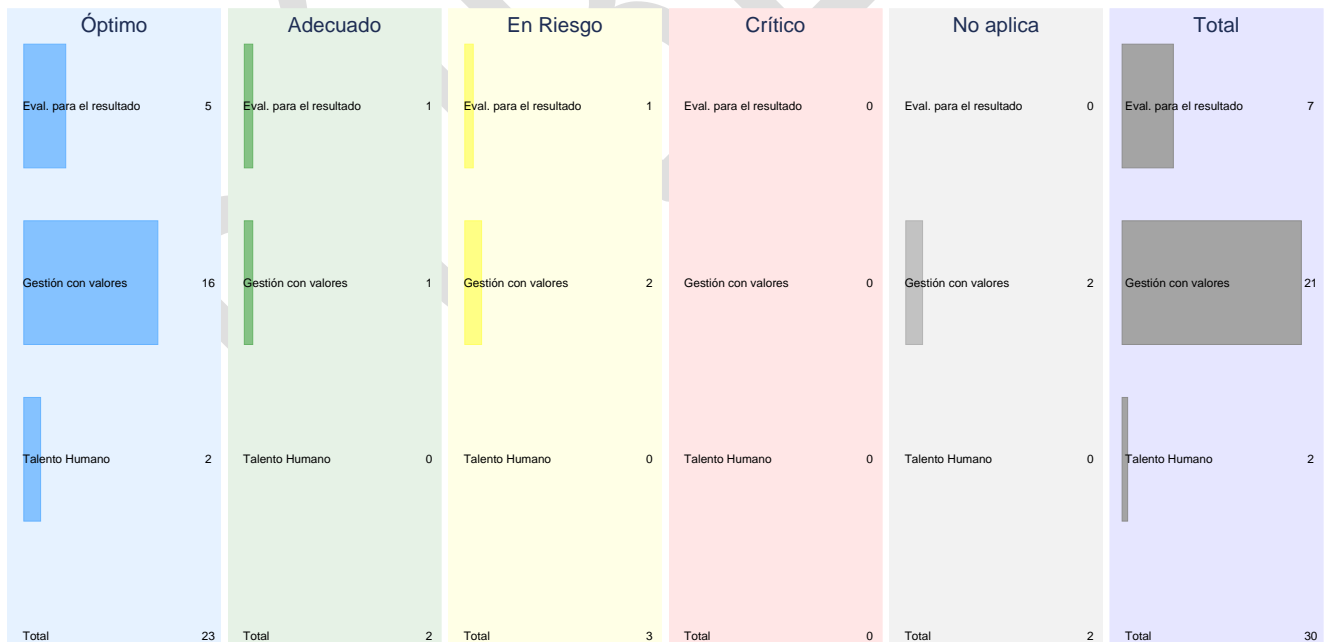 Óptimo Adecuado En Riesgo Crítico No aplica Total
Eval. para el resultado 5 Eval. para el resultado 1 Eval. para el resultado 1 Eval. para el resultado 0 Eval. para el resultado 0 Eval. para el resultado 7
Gestión con valores 16 Gestión con valores 1 Gestión con valores 2 Gestión con valores 0 Gestión con valores 2 Gestión con valores 21
Talento Humano 2 Talento Humano 0 Talento Humano 0 Talento Humano 0 Talento Humano 0 Talento Humano 2
Total 23 Total 2 Total 3 Total 0 Total 2 Total 30